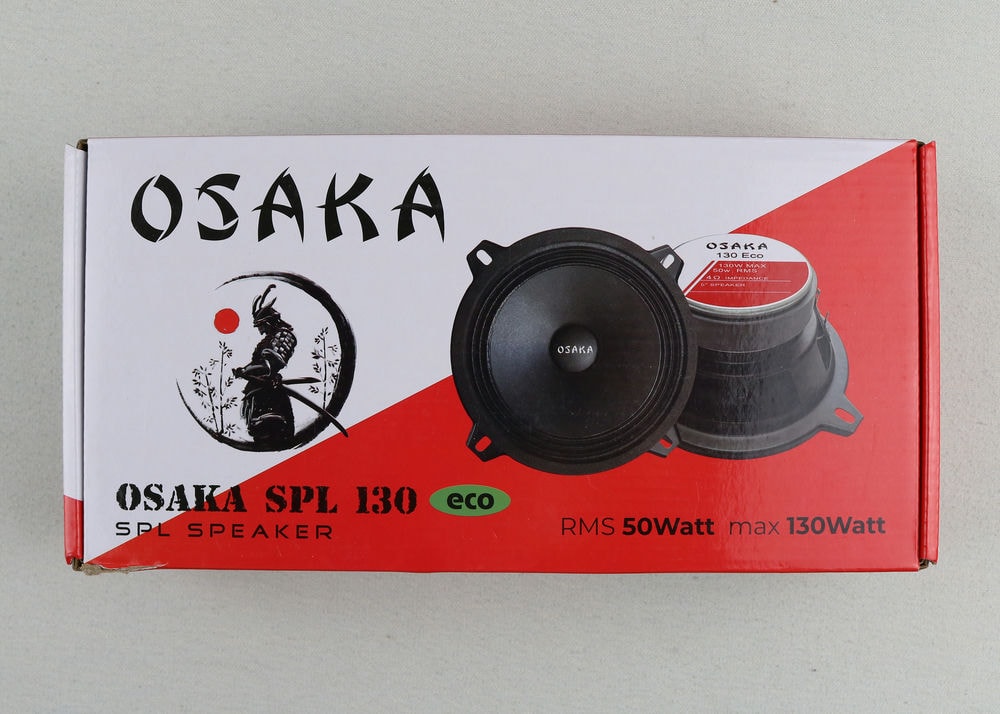 OSAKA
OSAKA
130 Eco
130W MAX
50w RMS
4 Ω IMPEDANCE
5" SPEAKER
OSAKA
OSAKA SPL 130 eco
SPL SPEAKER
RMS 50Watt max 130Watt